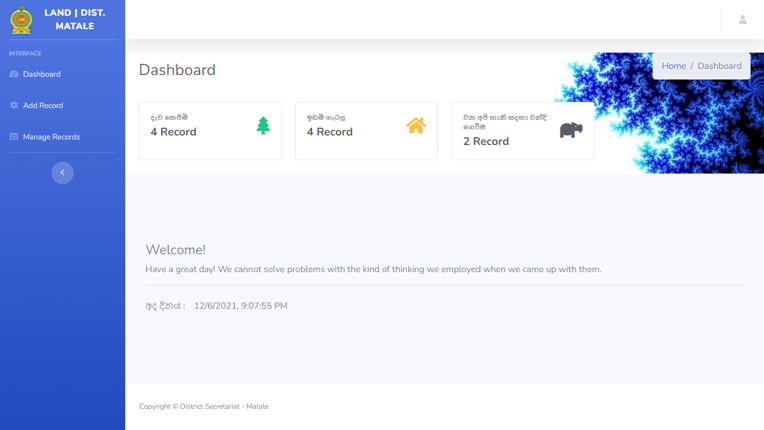 LAND | DIST.
MATALE
INTERFACE
Dashboard
Add Record
Manage Records
Dashboard
Home / Dashboard
දැව හෙළීම්
4 Record
ඉඩම් ගැටලු
4 Record
වන අලි හානි සඳහා වන්දි
ගෙවීම
2 Record
Welcome!
Have a great day! We cannot solve problems with the kind of thinking we employed when we came up with them.
අද දිනය : 12/6/2021, 9:07:55 PM
Copyright © District Secretariat - Matale